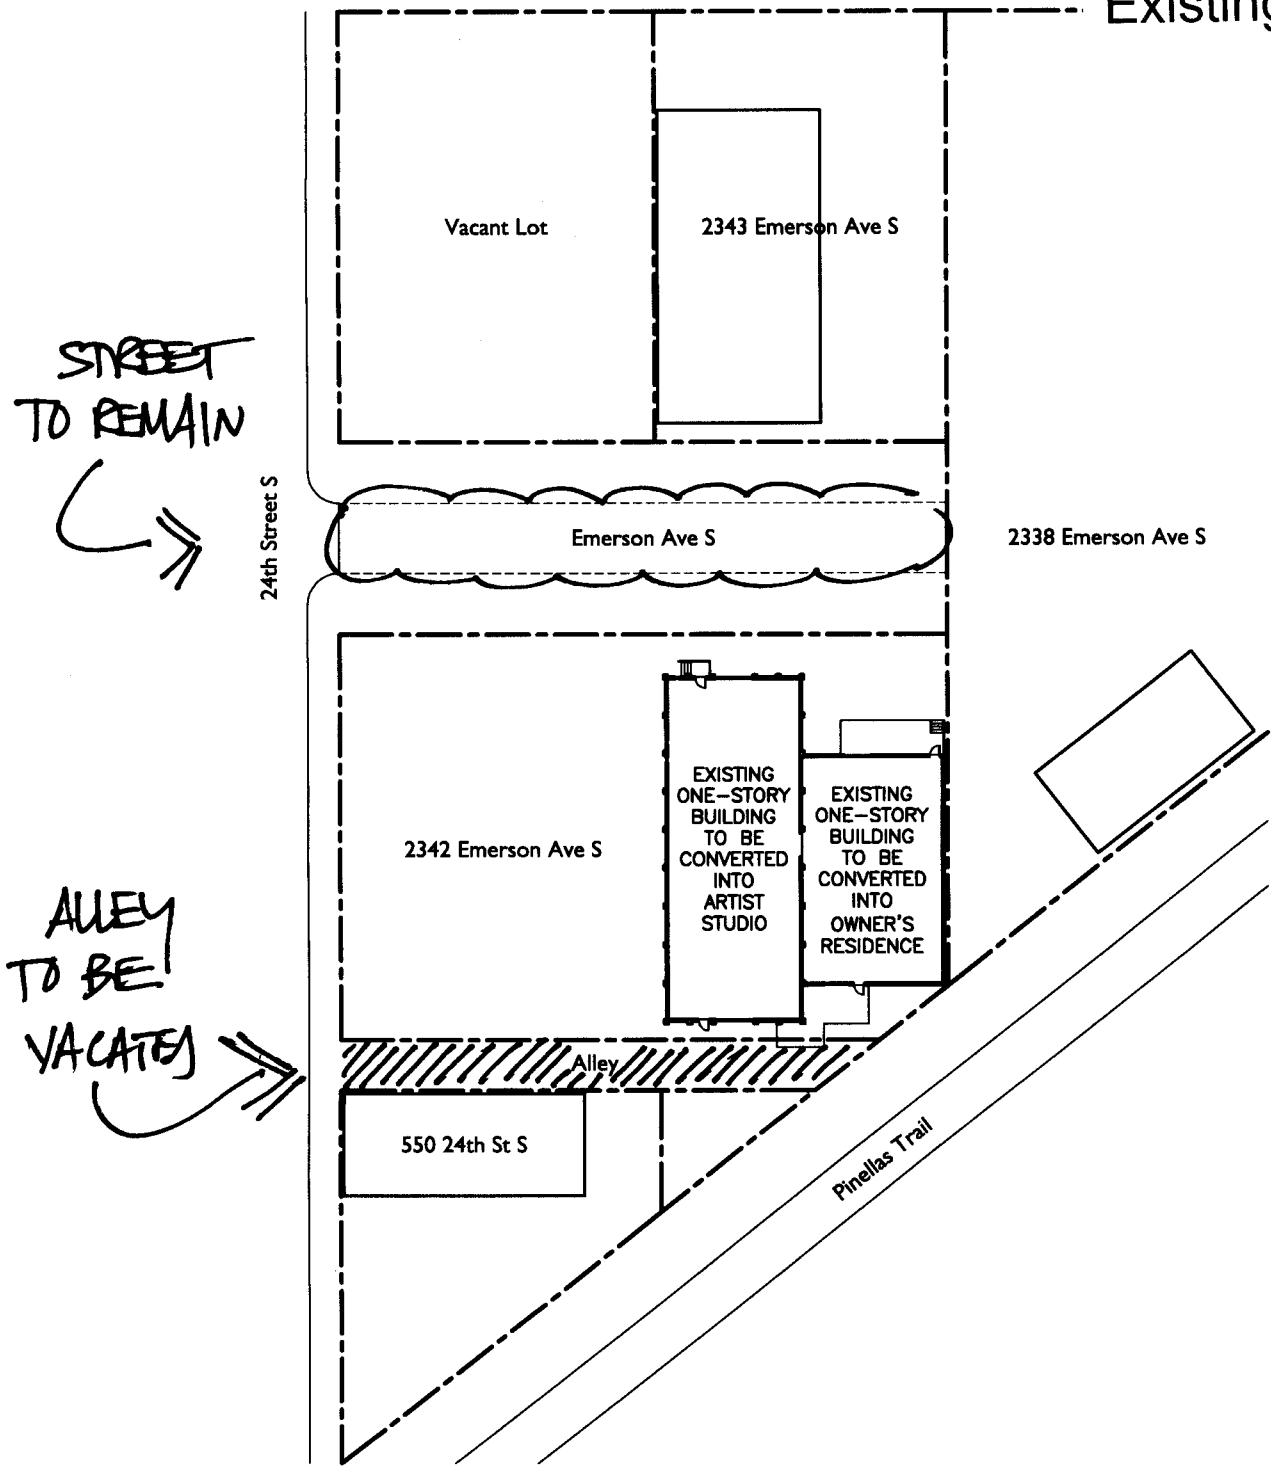 Existing
Vacant Lot
2343 Emerson Ave S
STREET
TO REMAIN
24th Street S
Emerson Ave S
2338 Emerson Ave S
EXISTING
ONE-STORY
BUILDING
TO BE
CONVERTED
INTO
ARTIST
STUDIO
EXISTING
ONE-STORY
BUILDING
TO BE
CONVERTED
INTO
OWNER'S
RESIDENCE
2342 Emerson Ave S
ALLEY
TO BE
VACATED
Alley
550 24th St S
Pinellas Trail